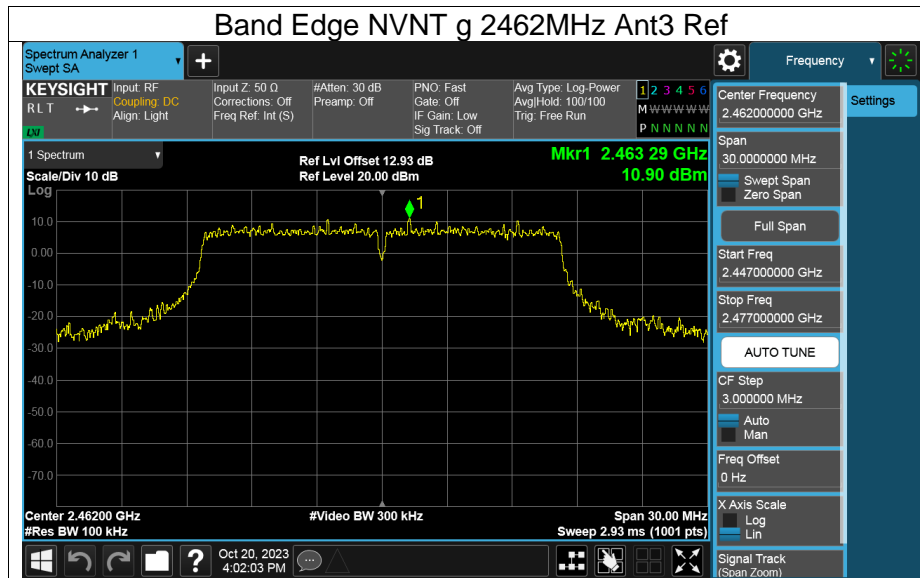 Band Edge NVNT g 2462MHz Ant3 Ref
Spectrum Analyzer 1
Swept SA
+
Frequency
KEYSIGHT
RLT
LXI
Input: RF
Coupling: DC
Align: Light
Input Z: 50 Ω
Corrections: Off
Freq Ref: Int (S)
#Atten: 30 dB
Preamp: Off
PNO: Fast
Gate: Off
IF Gain: Low
Sig Track: Off
Avg Type: Log-Power
Avg|Hold: 100/100
Trig: Free Run
1 2 3 4 5 6
M W W W W W
P N N N N N
1 Spectrum
Scale/Div 10 dB
Log
Ref Lvl Offset 12.93 dB
Ref Level 20.00 dBm
Mkr1 2.463 29 GHz
10.90 dBm
1
10.0
0.00
-10.0
-20.0
-30.0
-40.0
-50.0
-60.0
-70.0
Center 2.46200 GHz
#Res BW 100 kHz
#Video BW 300 kHz
Span 30.00 MHz
Sweep 2.93 ms (1001 pts)
Center Frequency
2.462000000 GHz
Span
30.0000000 MHz
Swept Span
Zero Span
Full Span
Start Freq
2.447000000 GHz
Stop Freq
2.477000000 GHz
AUTO TUNE
CF Step
3.000000 MHz
Auto
Man
Freq Offset
0 Hz
X Axis Scale
Log
Lin
Signal Track
(Span Zoom)
Settings
?
Oct 20, 2023
4:02:03 PM